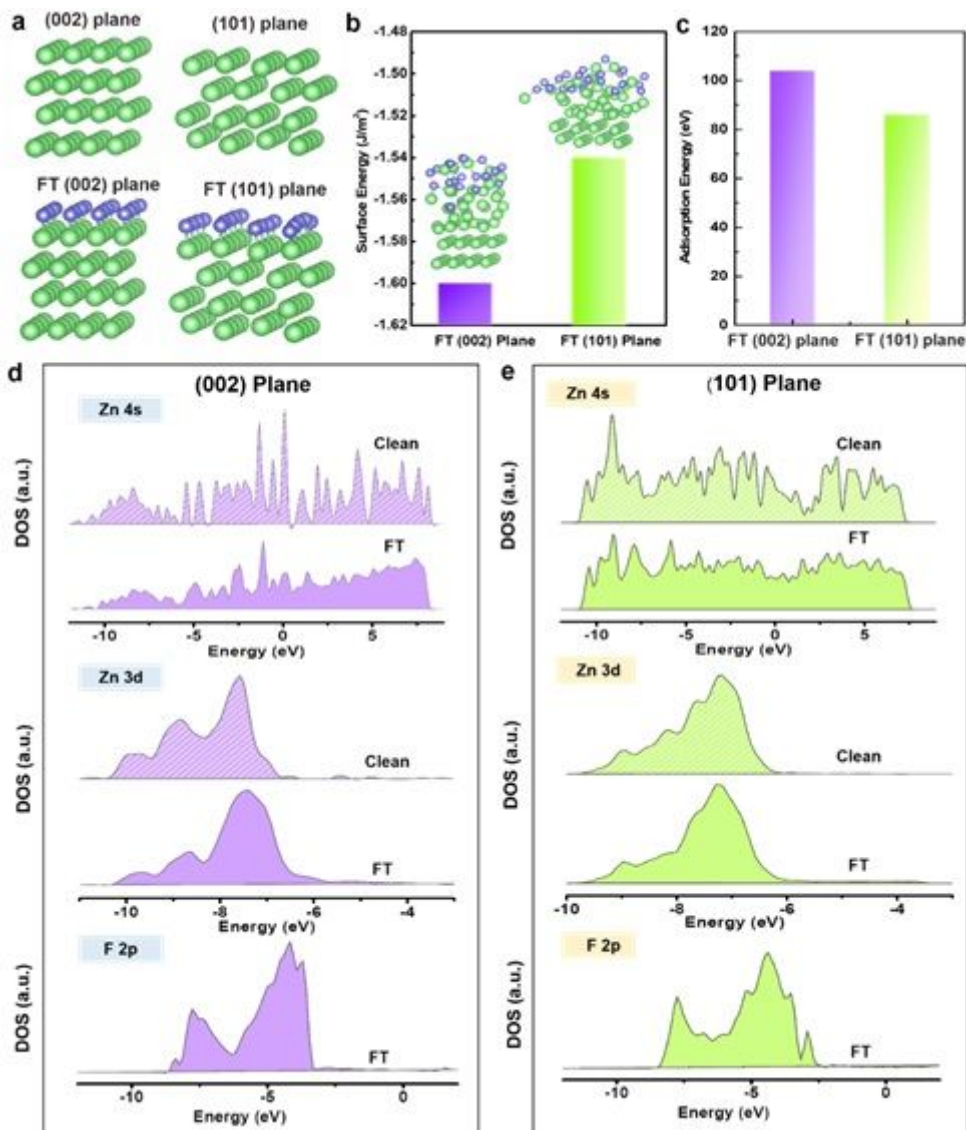 a
(002) plane
(101) plane
FT (002) plane
FT (101) plane
b
Surface Energy (J/m²)
-1.48
-1.50
-1.52
-1.54
-1.56
-1.58
-1.60
-1.62
FT (002) Plane
FT (101) Plane
c
Adsorption Energy (eV)
120
100
80
60
40
20
0
FT (002) plane
FT (101) plane
d
(002) Plane
Zn 4s
Clean
FT
DOS (a.u.)
-10
-5
0
5
Energy (eV)
Zn 3d
Clean
FT
DOS (a.u.)
-10
-8
-6
-4
Energy (eV)
F 2p
FT
DOS (a.u.)
-10
-5
0
Energy (eV)
e
(101) Plane
Zn 4s
Clean
FT
DOS (a.u.)
-10
-5
0
5
Energy (eV)
Zn 3d
Clean
FT
DOS (a.u.)
-10
-8
-6
-4
Energy (eV)
F 2p
FT
DOS (a.u.)
-10
-5
0
Energy (eV)